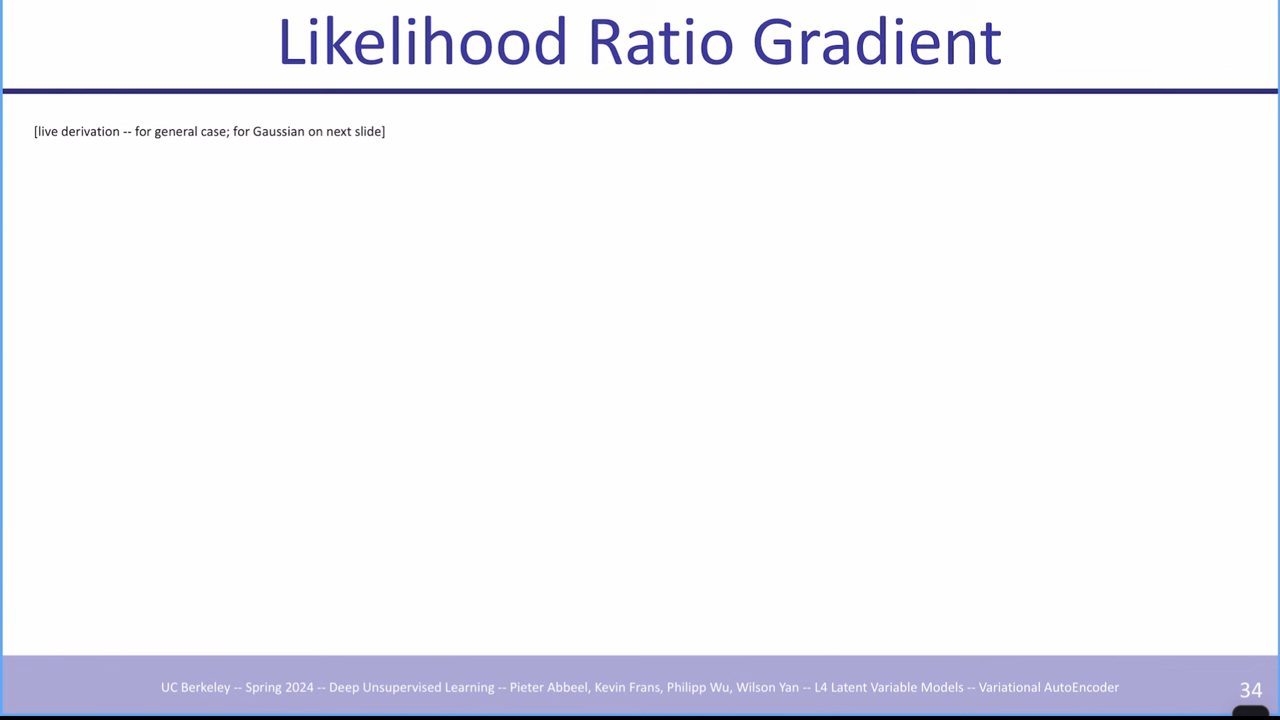 Likelihood Ratio Gradient
[live derivation -- for general case; for Gaussian on next slide]
UC Berkeley -- Spring 2024 -- Deep Unsupervised Learning -- Pieter Abbeel, Kevin Frans, Philipp Wu, Wilson Yan -- L4 Latent Variable Models -- Variational AutoEncoder
34